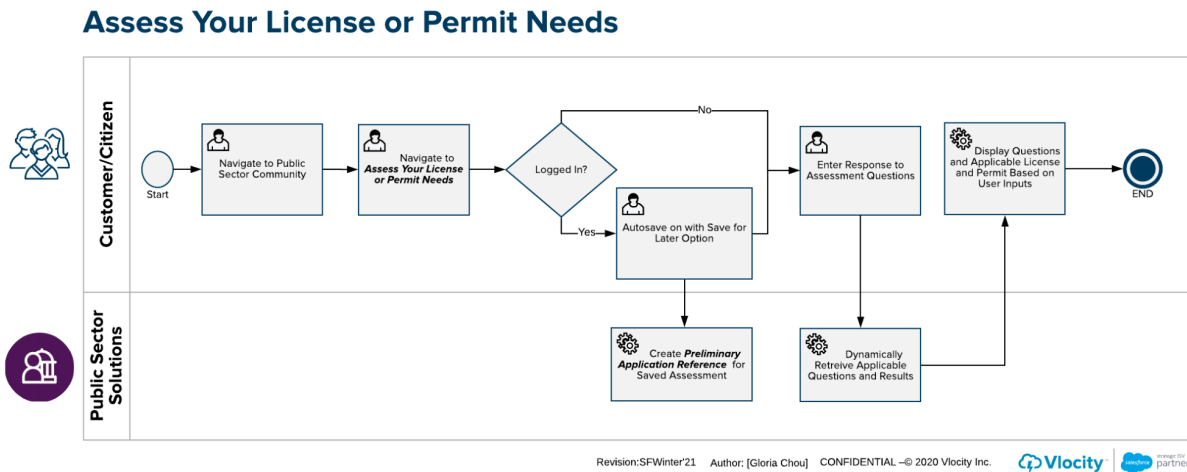 Assess Your License or Permit Needs
Customer/Citizen
Start
Navigate to Public
Sector Community
Navigate to
Assess Your License
or Permit Needs
Logged In?
No
Yes
Autosave on with Save for
Later Option
Enter Response to
Assessment Questions
Display Questions
and Applicable License
and Permit Based on
User Inputs
END
Public Sector
Solutions
Create Preliminary
Application Reference for
Saved Assessment
Dynamically
Retreive Applicable
Questions and Results
Revision:SFWinter'21 Author: [Gloria Chou] CONFIDENTIAL –© 2020 Vlocity Inc.
Vlocity
salesforce
strategic ISV
partner